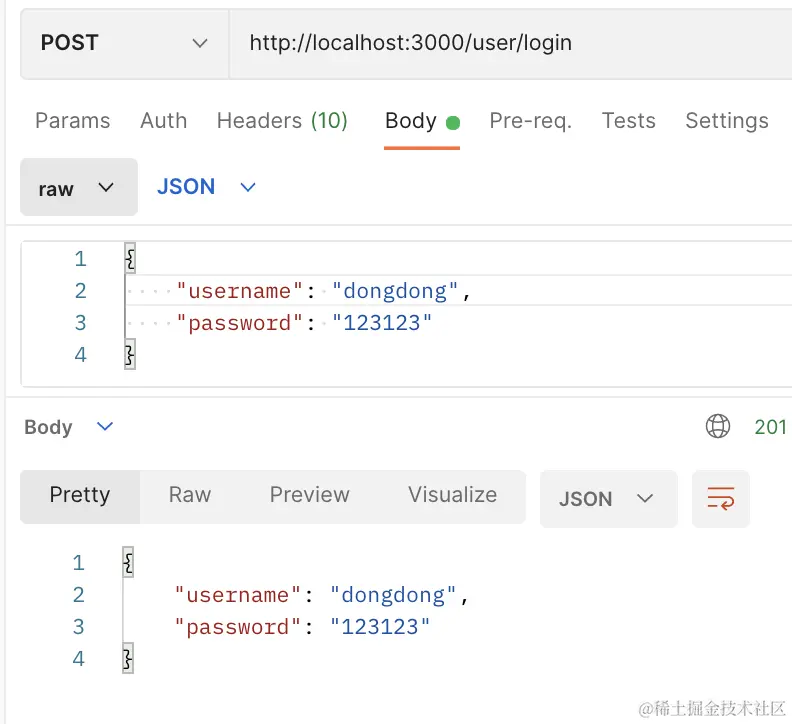 POST http://localhost:3000/user/login
Params Auth Headers (10) Body Pre-req. Tests Settings
raw JSON
1 {
2 "username": "dongdong",
3 "password": "123123"
4 }
Body 201
Pretty Raw Preview Visualize JSON
1 {
2 "username": "dongdong",
3 "password": "123123"
4 }
@稀土掘金技术社区